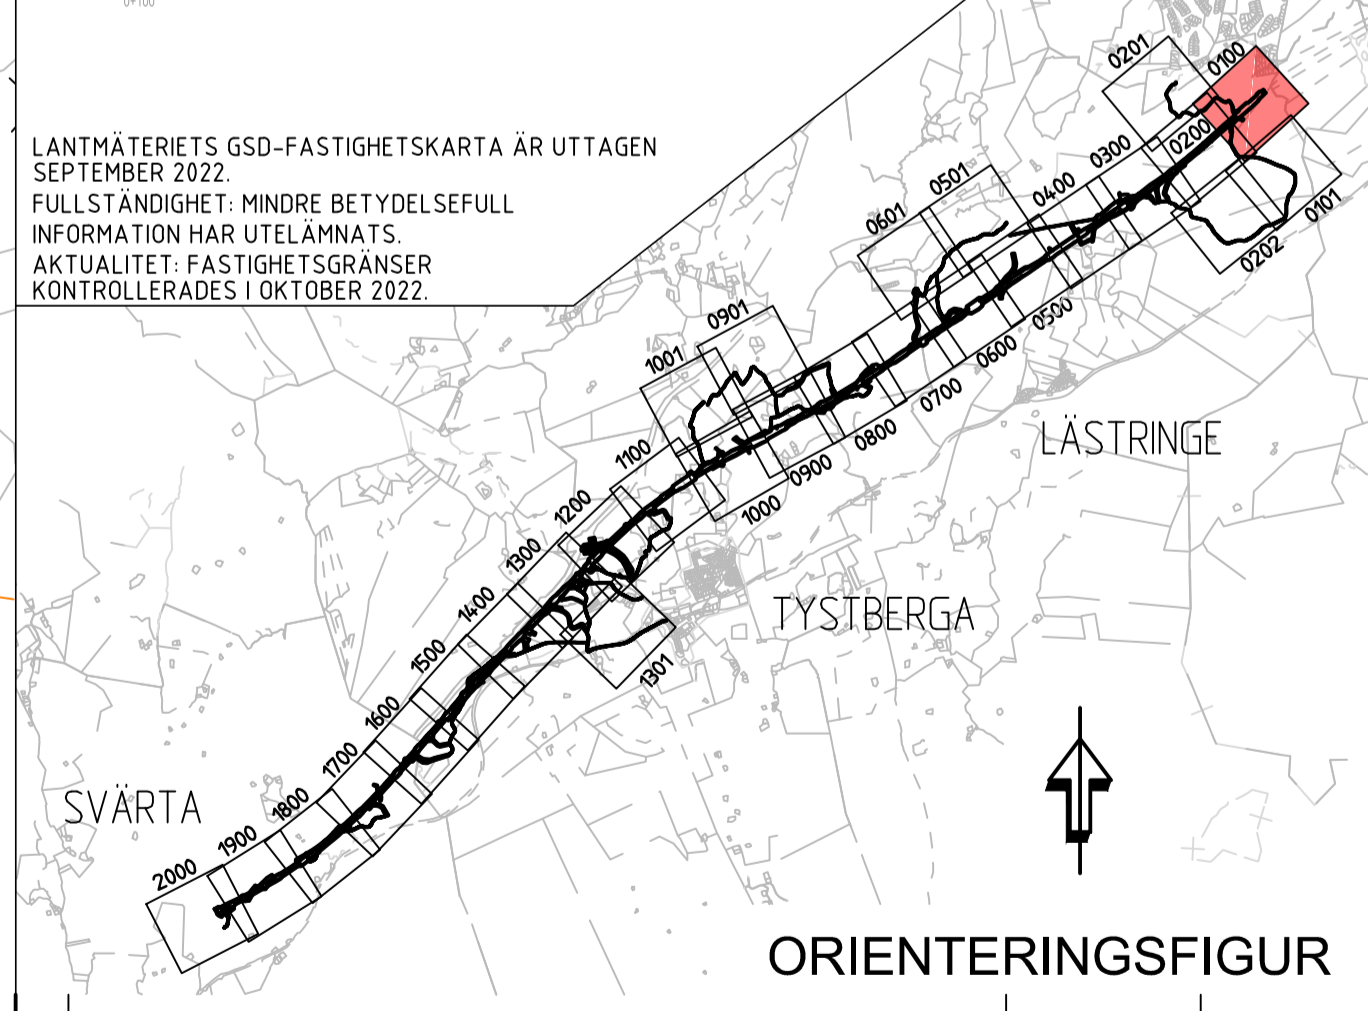 0+100
LANTMÄTERIETS GSD-FASTIGHETSKARTA ÄR UTTAGEN
SEPTEMBER 2022.
FULLSTÄNDIGHET: MINDRE BETYDELSEFULL
INFORMATION HAR UTELÄMNATS.
AKTUALITET: FASTIGHETSGRÄNSER
KONTROLLERADES I OKTOBER 2022.
0201
0100
0200
0300
0101
0202
0400
0501
0601
0500
0600
0700
0901
1001
0800
0900
1000
LÄSTRINGE
1100
1200
1300
TYSTBERGA
1400
1301
1500
1600
1700
SVÄRTA
1800
1900
2000
ORIENTERINGSFIGUR